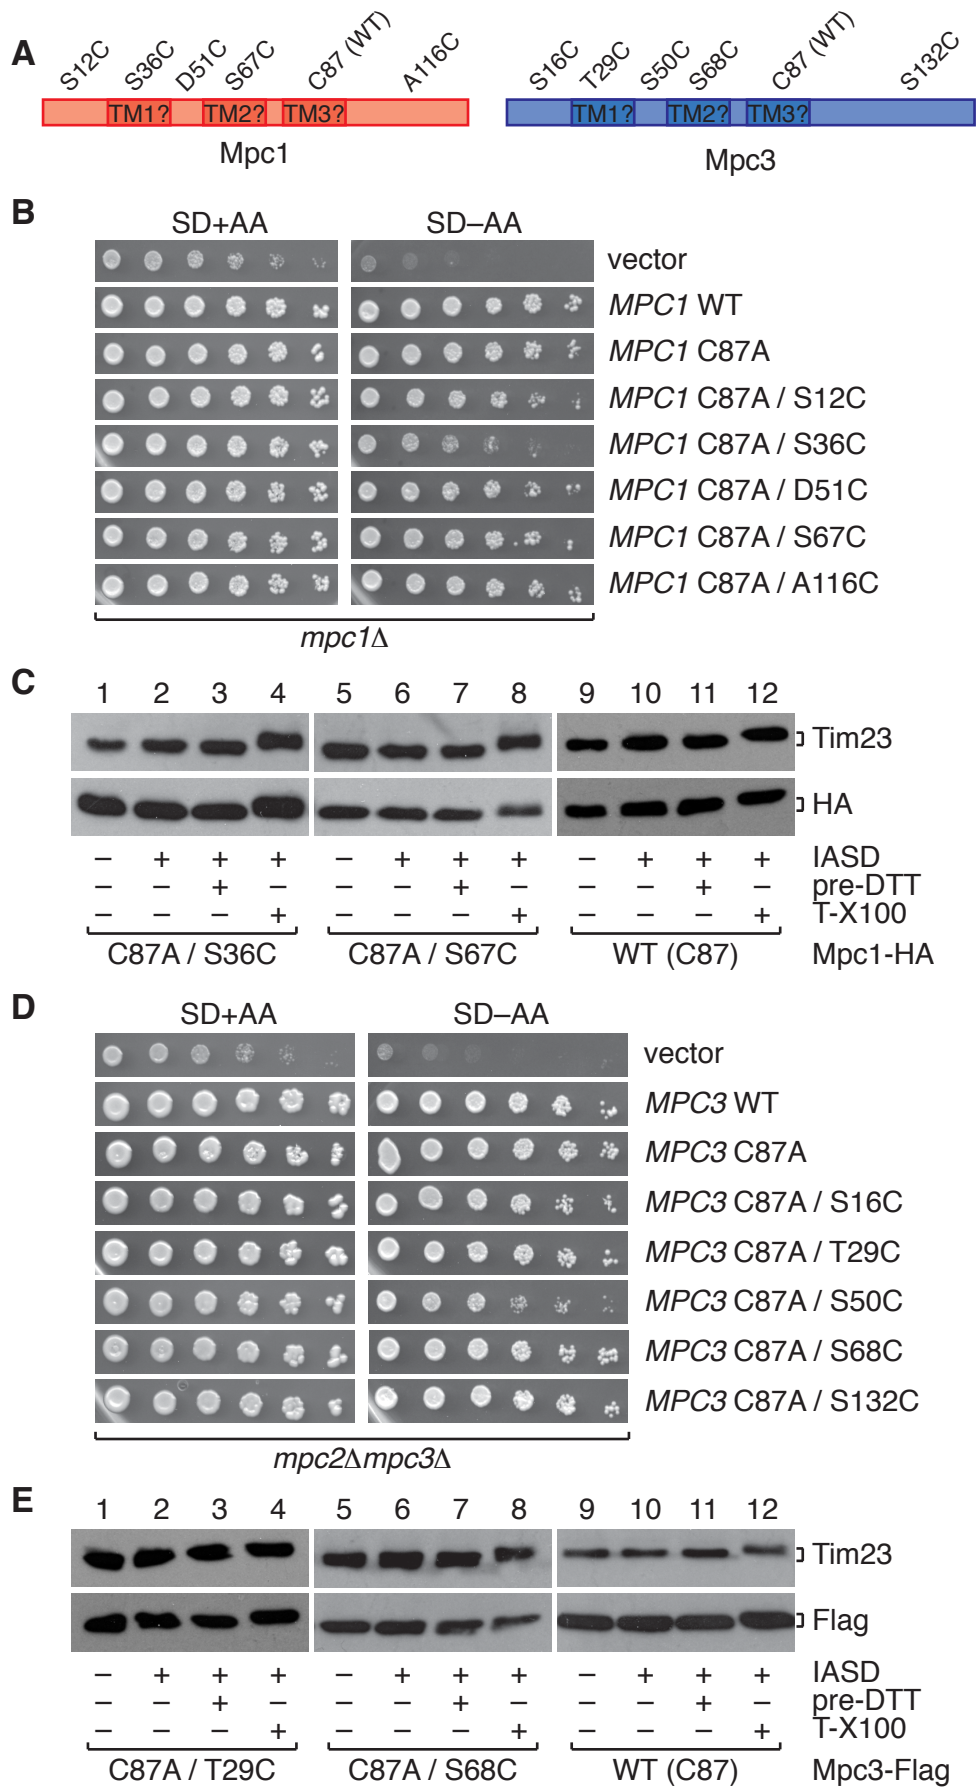 A
S12C S36C D51C S67C C87 (WT) A116C
S16C T29C S50C S68C C87 (WT) S132C
TM1? TM2? TM3?
TM1? TM2? TM3?
Mpc1
Mpc3
B
SD+AA SD–AA
vector
MPC1 WT
MPC1 C87A
MPC1 C87A / S12C
MPC1 C87A / S36C
MPC1 C87A / D51C
MPC1 C87A / S67C
MPC1 C87A / A116C
mpc1Δ
C
1 2 3 4 5 6 7 8 9 10 11 12
Tim23
HA
– + + + – + + + – + + + IASD
– – + – – – + – – – + – pre-DTT
– – – + – – – + – – – + T-X100
C87A / S36C C87A / S67C WT (C87) Mpc1-HA
D
SD+AA SD–AA
vector
MPC3 WT
MPC3 C87A
MPC3 C87A / S16C
MPC3 C87A / T29C
MPC3 C87A / S50C
MPC3 C87A / S68C
MPC3 C87A / S132C
mpc2Δmpc3Δ
E
1 2 3 4 5 6 7 8 9 10 11 12
Tim23
Flag
– + + + – + + + – + + + IASD
– – + – – – + – – – + – pre-DTT
– – – + – – – + – – – + T-X100
C87A / T29C C87A / S68C WT (C87) Mpc3-Flag